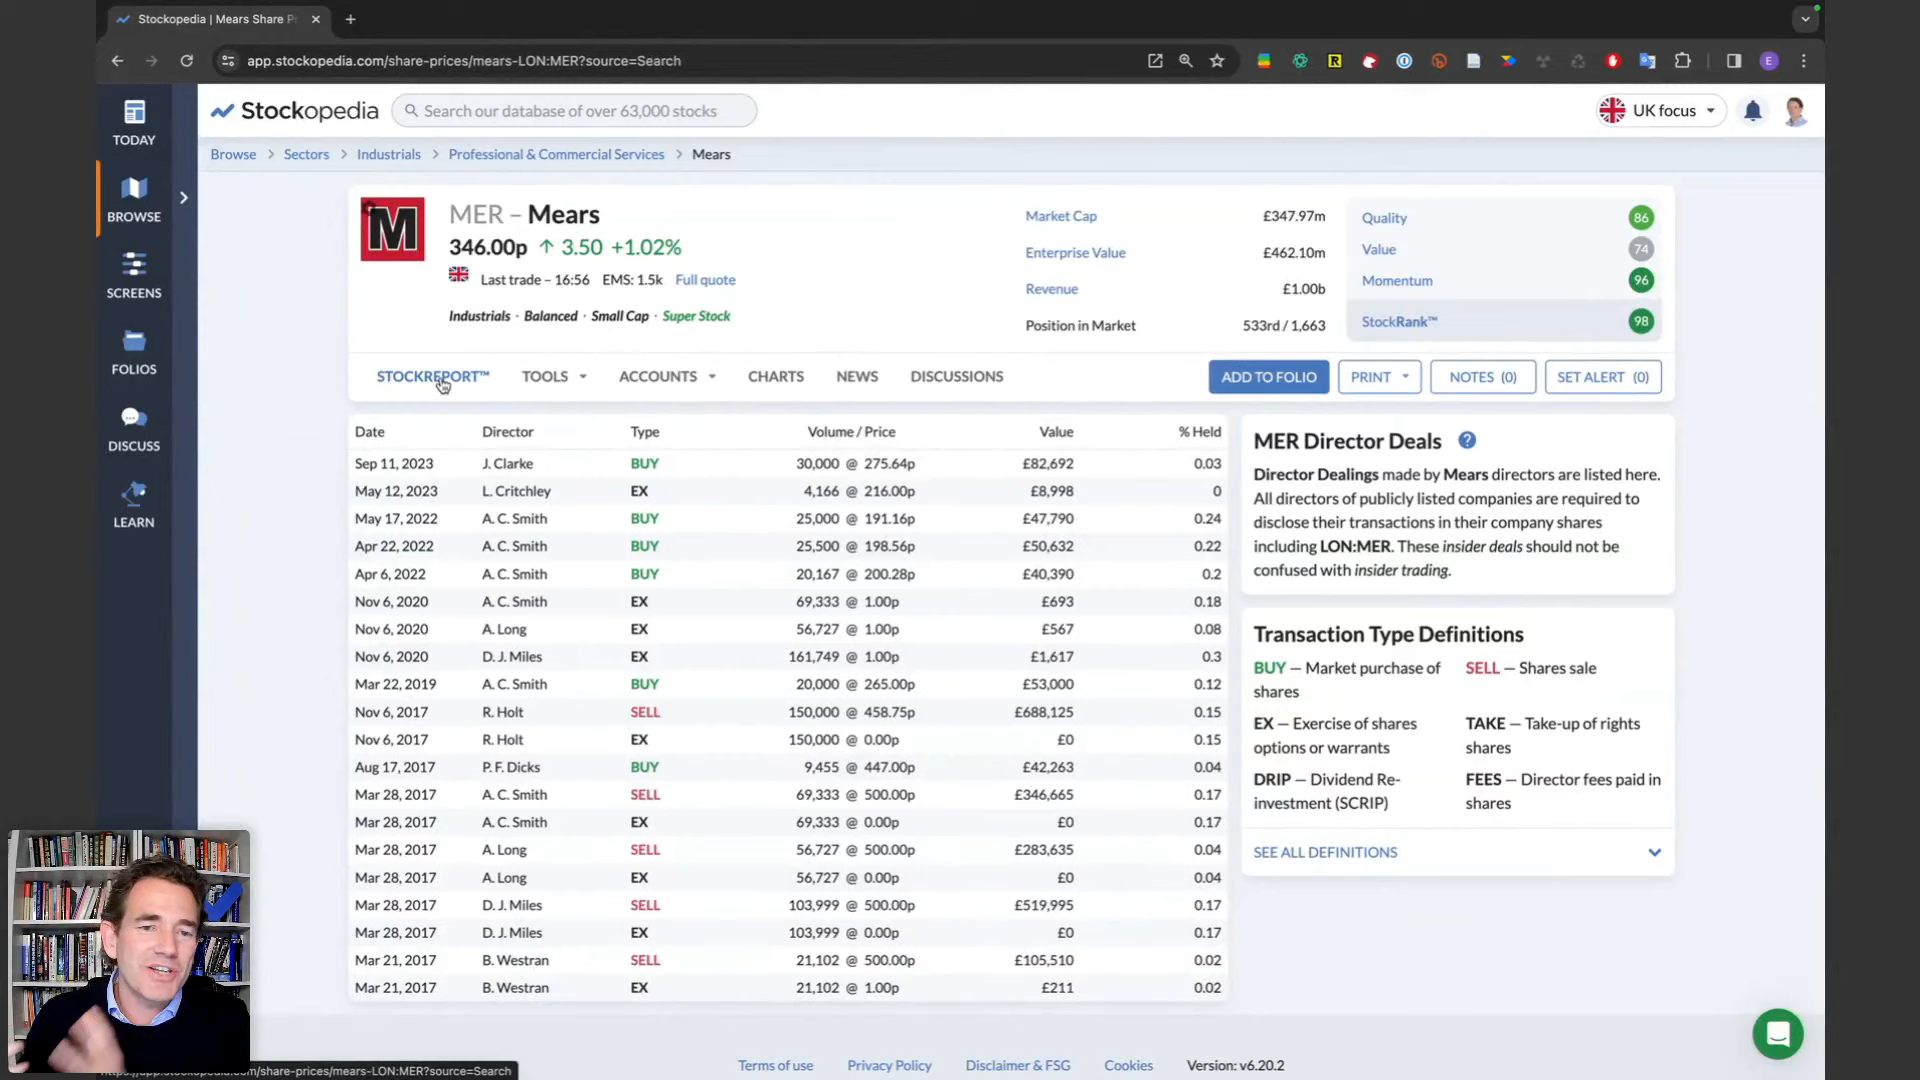 Stockopedia | Mears Share Pr
app.stockopedia.com/share-prices/mears-LON:MER?source=Search
TODAY
BROWSE
SCREENS
FOLIOS
DISCUSS
LEARN
Stockopedia
Search our database of over 63,000 stocks
UK focus
Browse > Sectors > Industrials > Professional & Commercial Services > Mears
M
MER – Mears
346.00p ↑ 3.50 +1.02%
Last trade – 16:56 EMS: 1.5k Full quote
Industrials · Balanced · Small Cap · Super Stock
Market Cap £347.97m
Enterprise Value £462.10m
Revenue £1.00b
Position in Market 533rd / 1,663
Quality 86
Value 74
Momentum 96
StockRank™ 98
STOCKREPORT™ TOOLS ACCOUNTS CHARTS NEWS DISCUSSIONS
ADD TO FOLIO PRINT NOTES (0) SET ALERT (0)
Date Director Type Volume / Price Value % Held
Sep 11, 2023 J. Clarke BUY 30,000 @ 275.64p £82,692 0.03
May 12, 2023 L. Critchley EX 4,166 @ 216.00p £8,998 0
May 17, 2022 A. C. Smith BUY 25,000 @ 191.16p £47,790 0.24
Apr 22, 2022 A. C. Smith BUY 25,500 @ 198.56p £50,632 0.22
Apr 6, 2022 A. C. Smith BUY 20,167 @ 200.28p £40,390 0.2
Nov 6, 2020 A. C. Smith EX 69,333 @ 1.00p £693 0.18
Nov 6, 2020 A. Long EX 56,727 @ 1.00p £567 0.08
Nov 6, 2020 D. J. Miles EX 161,749 @ 1.00p £1,617 0.3
Mar 22, 2019 A. C. Smith BUY 20,000 @ 265.00p £53,000 0.12
Nov 6, 2017 R. Holt SELL 150,000 @ 458.75p £688,125 0.15
Nov 6, 2017 R. Holt EX 150,000 @ 0.00p £0 0.15
Aug 17, 2017 P. F. Dicks BUY 9,455 @ 447.00p £42,263 0.04
Mar 28, 2017 A. C. Smith SELL 69,333 @ 500.00p £346,665 0.17
Mar 28, 2017 A. C. Smith EX 69,333 @ 0.00p £0 0.17
Mar 28, 2017 A. Long SELL 56,727 @ 500.00p £283,635 0.04
Mar 28, 2017 A. Long EX 56,727 @ 0.00p £0 0.04
Mar 28, 2017 D. J. Miles SELL 103,999 @ 500.00p £519,995 0.17
Mar 28, 2017 D. J. Miles EX 103,999 @ 0.00p £0 0.17
Mar 21, 2017 B. Westran SELL 21,102 @ 500.00p £105,510 0.02
Mar 21, 2017 B. Westran EX 21,102 @ 1.00p £211 0.02
MER Director Deals ?
Director Dealings made by Mears directors are listed here.
All directors of publicly listed companies are required to
disclose their transactions in their company shares
including LON:MER. These insider deals should not be
confused with insider trading.
Transaction Type Definitions
BUY — Market purchase of
shares
SELL — Shares sale
EX — Exercise of shares
options or warrants
TAKE — Take-up of rights
shares
DRIP — Dividend Re-
investment (SCRIP)
FEES — Director fees paid in
shares
SEE ALL DEFINITIONS
Terms of use Privacy Policy Disclaimer & FSG Cookies Version: v6.20.2
https://app.stockopedia.com/share-prices/mears-LON:MER?source=Search